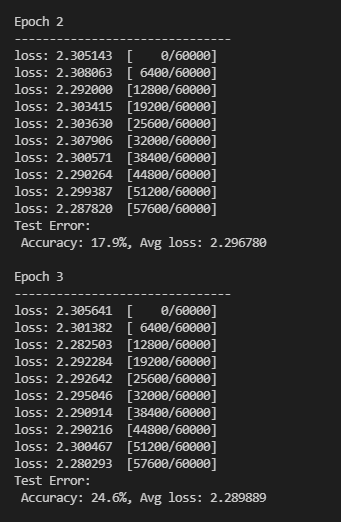 Epoch 2
-------------------------------
loss: 2.305143  [    0/60000]
loss: 2.308063  [ 6400/60000]
loss: 2.292000  [12800/60000]
loss: 2.303415  [19200/60000]
loss: 2.303630  [25600/60000]
loss: 2.307906  [32000/60000]
loss: 2.300571  [38400/60000]
loss: 2.290264  [44800/60000]
loss: 2.299387  [51200/60000]
loss: 2.287820  [57600/60000]
Test Error:
 Accuracy: 17.9%, Avg loss: 2.296780

Epoch 3
-------------------------------
loss: 2.305641  [    0/60000]
loss: 2.301382  [ 6400/60000]
loss: 2.282503  [12800/60000]
loss: 2.292284  [19200/60000]
loss: 2.292642  [25600/60000]
loss: 2.295046  [32000/60000]
loss: 2.290914  [38400/60000]
loss: 2.290216  [44800/60000]
loss: 2.300467  [51200/60000]
loss: 2.280293  [57600/60000]
Test Error:
 Accuracy: 24.6%, Avg loss: 2.289889